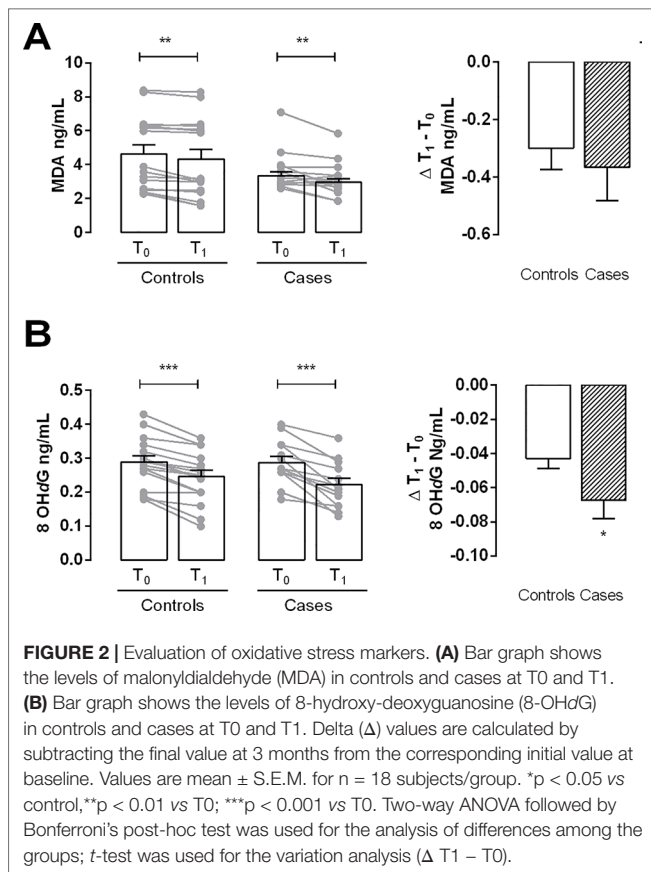 A
**
**
10
8
6
4
2
0
MDA ng/mL
T0 T1 T0 T1
Controls Cases
-0.0
-0.2
-0.4
-0.6
Δ T1 - T0
MDA ng/mL
Controls Cases
B
***
***
0.5
0.4
0.3
0.2
0.1
0.0
8 OHdG ng/mL
T0 T1 T0 T1
Controls Cases
0.00
-0.02
-0.04
-0.06
-0.08
-0.10
Δ T1 - T0
8 OHdG Ng/mL
*
Controls Cases
FIGURE 2 | Evaluation of oxidative stress markers. (A) Bar graph shows
the levels of malonyldialdehyde (MDA) in controls and cases at T0 and T1.
(B) Bar graph shows the levels of 8-hydroxy-deoxyguanosine (8-OHdG)
in controls and cases at T0 and T1. Delta (Δ) values are calculated by
subtracting the final value at 3 months from the corresponding initial value at
baseline. Values are mean ± S.E.M. for n = 18 subjects/group. *p < 0.05 vs
control,**p < 0.01 vs T0; ***p < 0.001 vs T0. Two-way ANOVA followed by
Bonferroni's post-hoc test was used for the analysis of differences among the
groups; t-test was used for the variation analysis (Δ T1 – T0).